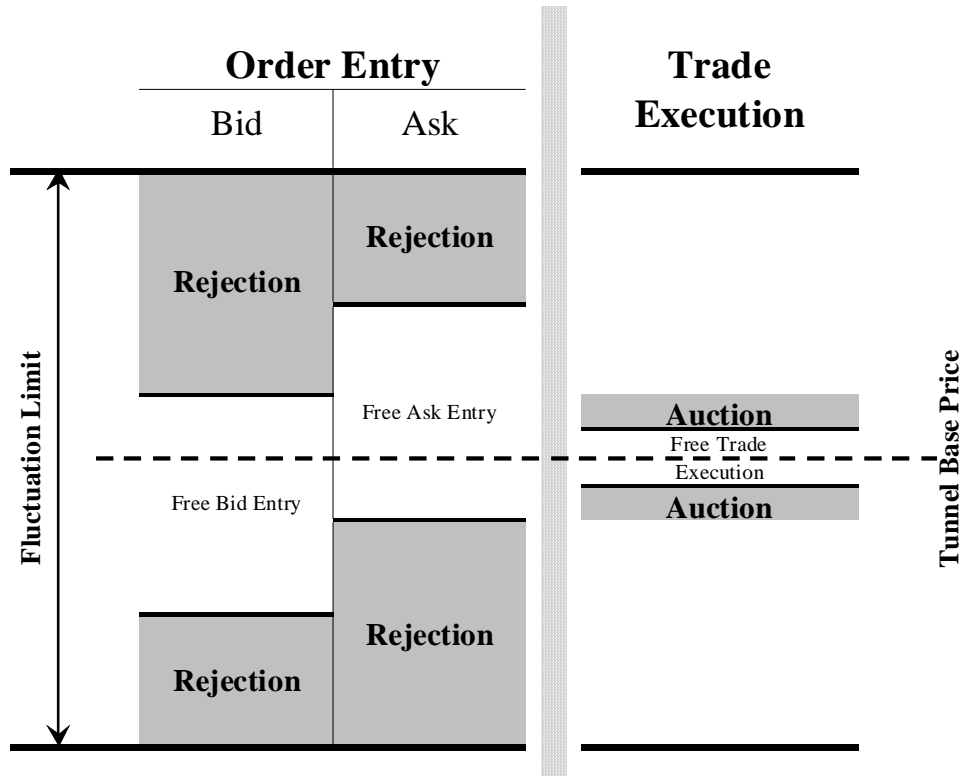 Order Entry
Trade
Execution
Bid
Ask
Rejection
Rejection
Fluctuation Limit
Free Ask Entry
Auction
Free Trade
Execution
Auction
Tunnel Base Price
Free Bid Entry
Rejection
Rejection